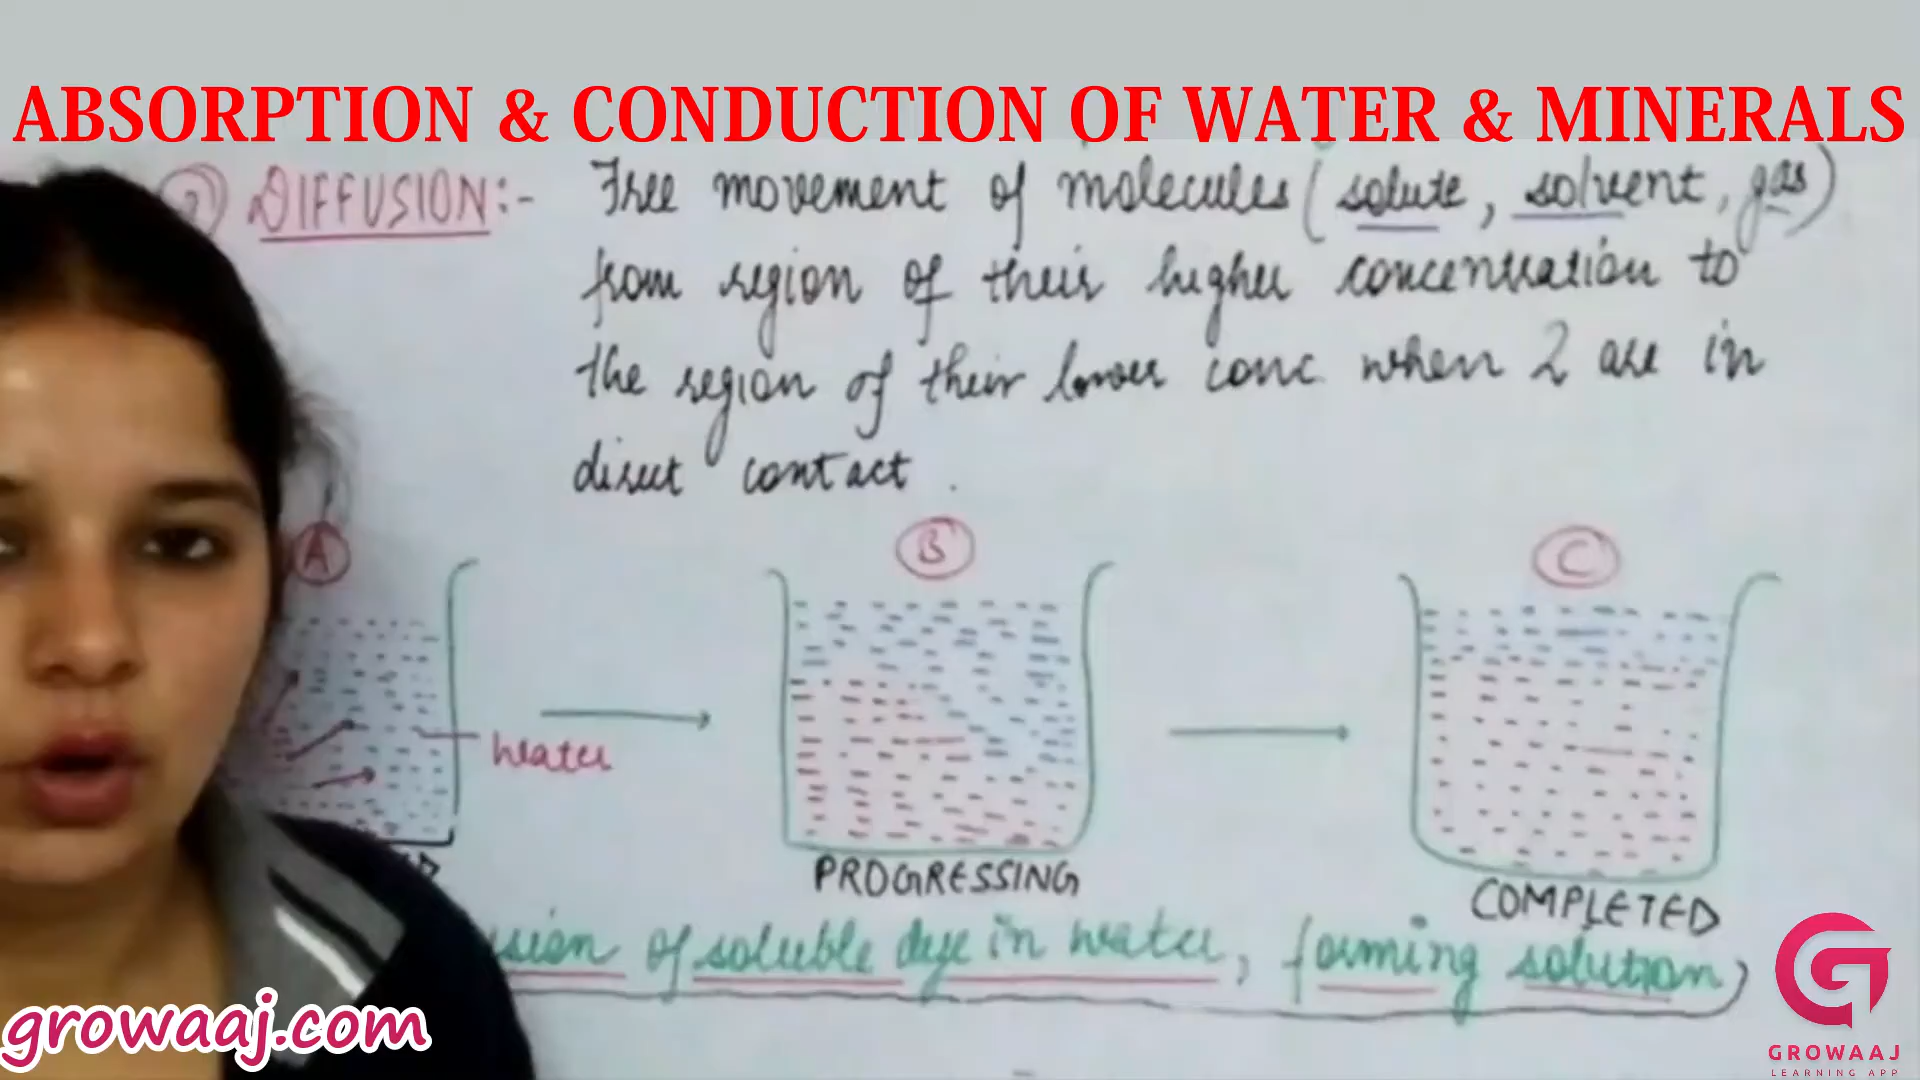 ABSORPTION & CONDUCTION OF WATER & MINERALS
DIFFUSION:- Free movement of molecules (solute, solvent, gas)
from region of their higher concentration to
the region of their lower conc. when 2 are in
direct contact.
A
B
C
water
PROGRESSING
COMPLETED
of soluble dye in water, forming solution)
growaaj.com
GROWAAJ
LEARNING APP